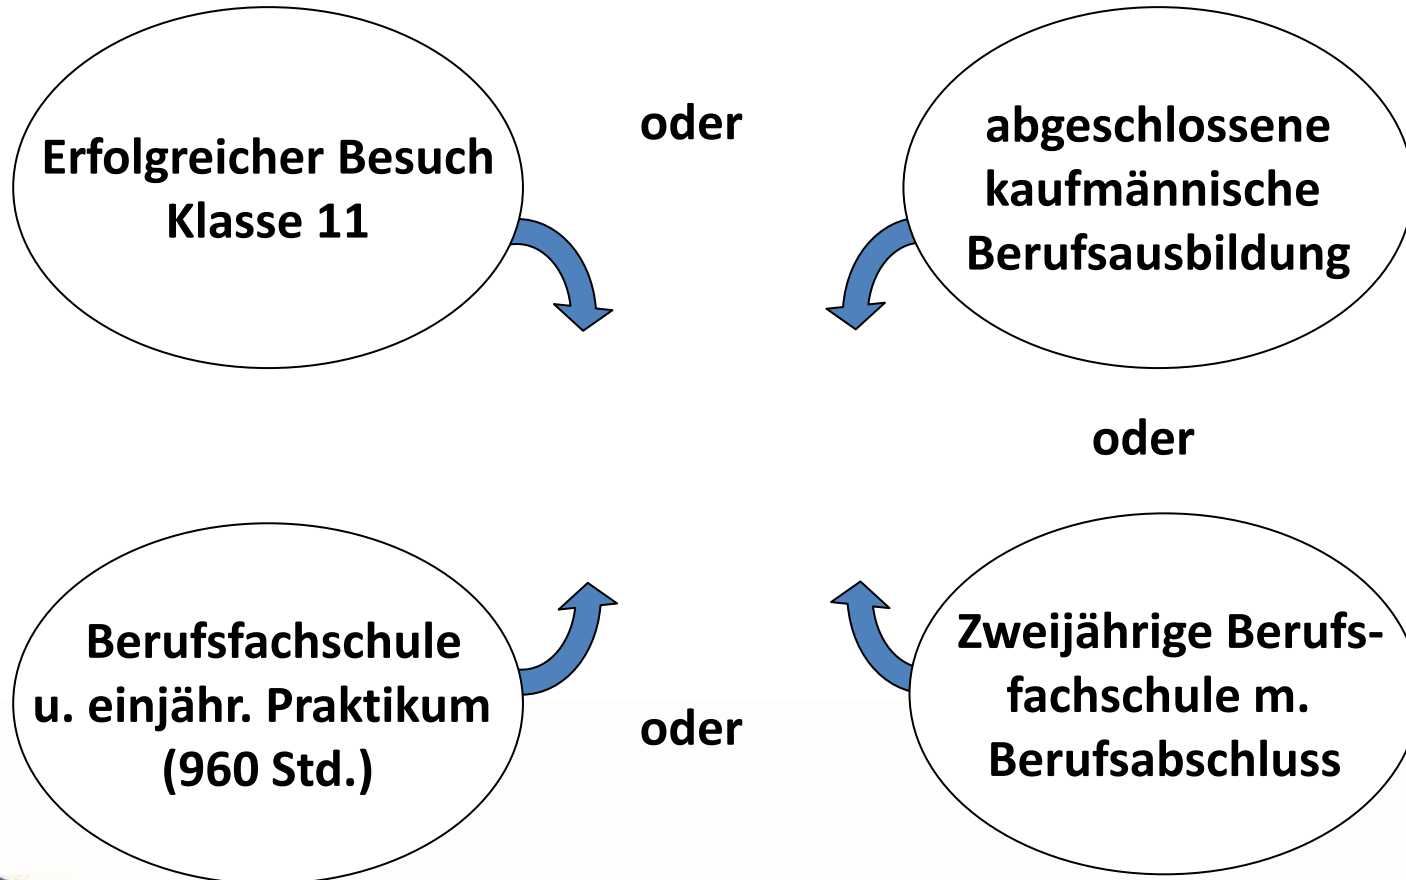 Erfolgreicher Besuch
Klasse 11
oder
abgeschlossene
kaufmännische
Berufsausbildung
oder
Berufsfachschule
u. einjähr. Praktikum
(960 Std.)
oder
Zweijährige Berufs-
fachschule m.
Berufsabschluss